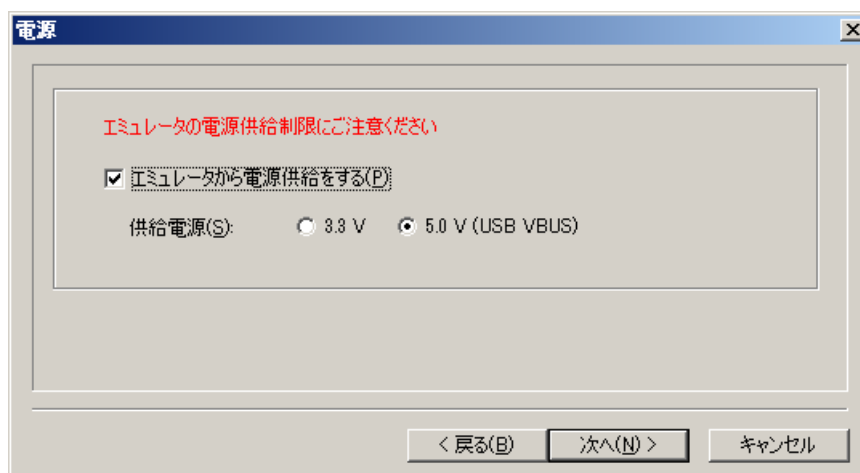 電源
エミュレータの電源供給制限にご注意ください
エミュレータから電源供給をする(P)
供給電源(S): 3.3 V 5.0 V (USB VBUS)
< 戻る(B) 次へ(N) > キャンセル